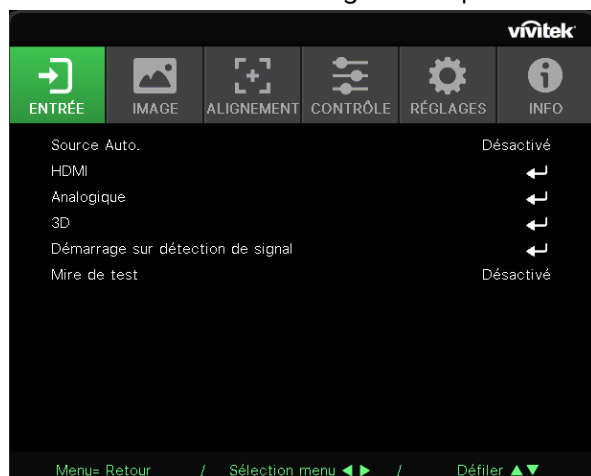 vivitek
ENTRÉE IMAGE ALIGNEMENT CONTRÔLE RÉGLAGES INFO
Source Auto. Désactivé
HDMI
Analogique
3D
Démarrage sur détection de signal
Mire de test Désactivé
Menu= Retour / Sélection menu ◀ ▶ / Défiler ▲▼